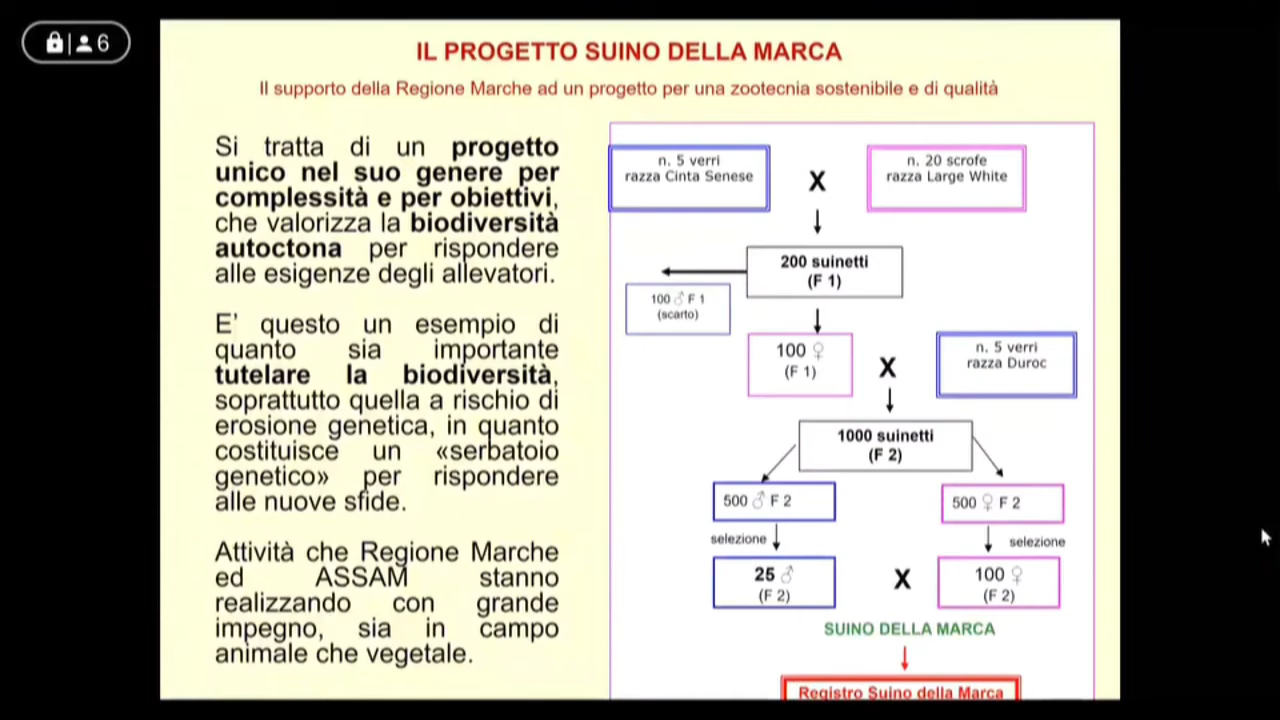 6
IL PROGETTO SUINO DELLA MARCA
Il supporto della Regione Marche ad un progetto per una zootecnia sostenibile e di qualità
Si tratta di un progetto
unico nel suo genere per
complessità e per obiettivi,
che valorizza la biodiversità
autoctona per rispondere
alle esigenze degli allevatori.
E' questo un esempio di
quanto sia importante
tutelare la biodiversità,
soprattutto quella a rischio di
erosione genetica, in quanto
costituisce un «serbatoio
genetico» per rispondere
alle nuove sfide.
Attività che Regione Marche
ed ASSAM stanno
realizzando con grande
impegno, sia in campo
animale che vegetale.
n. 5 verri
razza Cinta Senese
X
n. 20 scrofe
razza Large White
200 suinetti
(F 1)
100 ♂ F 1
(scarto)
100 ♀
(F 1)
X
n. 5 verri
razza Duroc
1000 suinetti
(F 2)
500 ♂ F 2
500 ♀ F 2
selezione
selezione
25 ♂
(F 2)
X
100 ♀
(F 2)
SUINO DELLA MARCA
Registro Suino della Marca